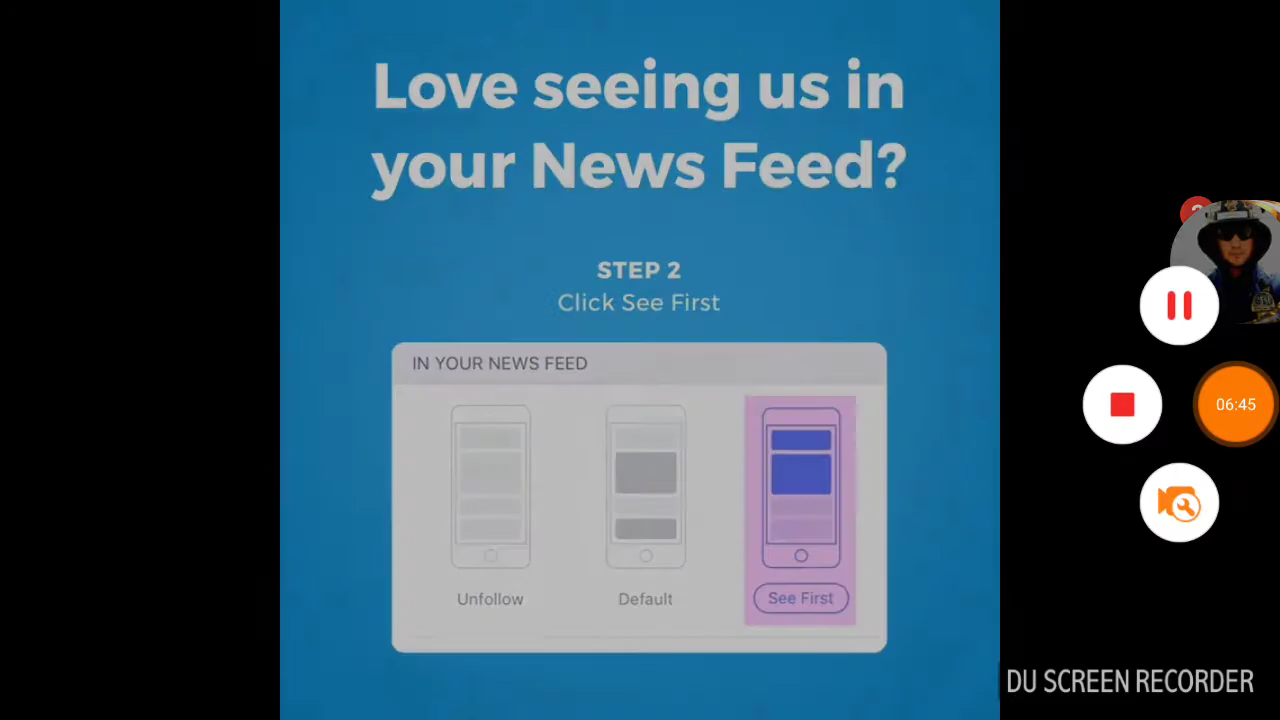 Love seeing us in
your News Feed?
STEP 2
Click See First
IN YOUR NEWS FEED
Unfollow
Default
See First
06:45
DU SCREEN RECORDER